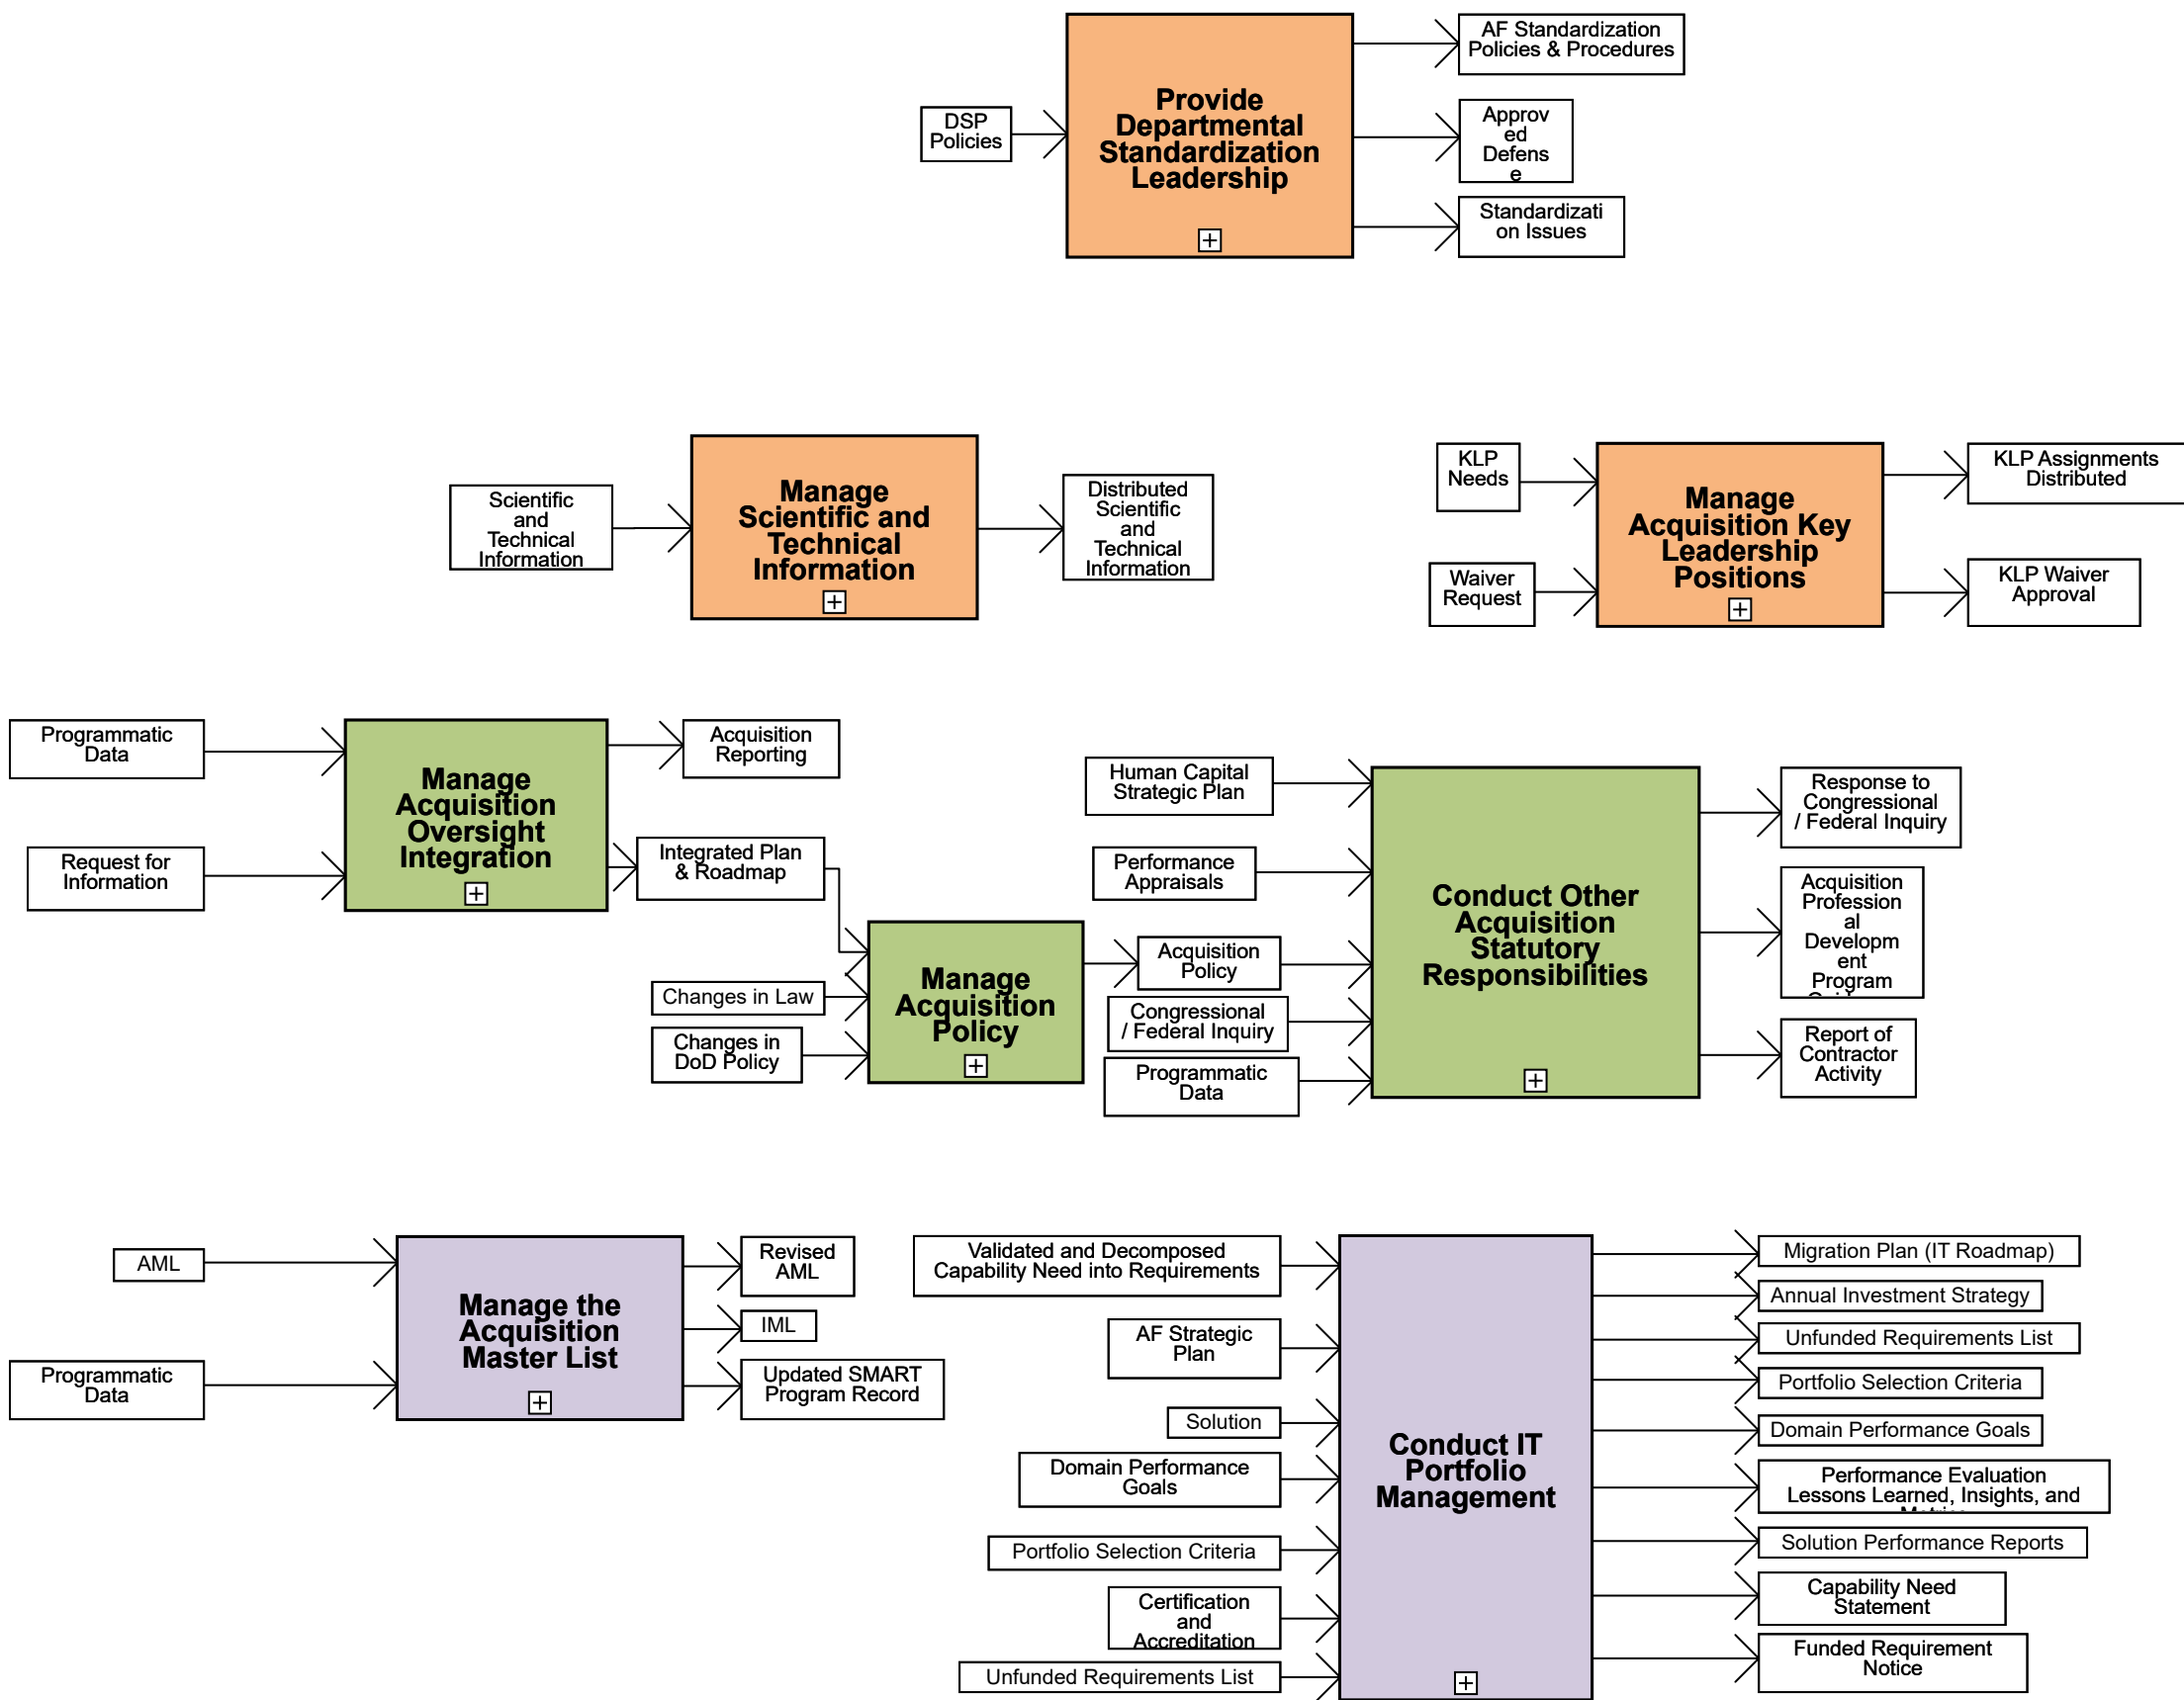 AF Standardization
Policies & Procedures
DSP
Policies
Provide
Departmental
Standardization
Leadership
Approv
ed
Defens
e
Standardizati
on Issues
Scientific
and
Technical
Information
Manage
Scientific and
Technical
Information
Distributed
Scientific
and
Technical
Information
KLP
Needs
Waiver
Request
Manage
Acquisition Key
Leadership
Positions
KLP Assignments
Distributed
KLP Waiver
Approval
Programmatic
Data
Request for
Information
Manage
Acquisition
Oversight
Integration
Acquisition
Reporting
Integrated Plan
& Roadmap
Changes in Law
Changes in
DoD Policy
Manage
Acquisition
Policy
Human Capital
Strategic Plan
Performance
Appraisals
Acquisition
Policy
Congressional
/ Federal Inquiry
Programmatic
Data
Conduct Other
Acquisition
Statutory
Responsibilities
Response to
Congressional
/ Federal Inquiry
Acquisition
Profession
al
Developm
ent
Program
Report of
Contractor
Activity
AML
Programmatic
Data
Manage the
Acquisition
Master List
Revised
AML
IML
Updated SMART
Program Record
Validated and Decomposed
Capability Need into Requirements
AF Strategic
Plan
Solution
Domain Performance
Goals
Portfolio Selection Criteria
Certification
and
Accreditation
Unfunded Requirements List
Conduct IT
Portfolio
Management
Migration Plan (IT Roadmap)
Annual Investment Strategy
Unfunded Requirements List
Portfolio Selection Criteria
Domain Performance Goals
Performance Evaluation
Lessons Learned, Insights, and
Solution Performance Reports
Capability Need
Statement
Funded Requirement
Notice